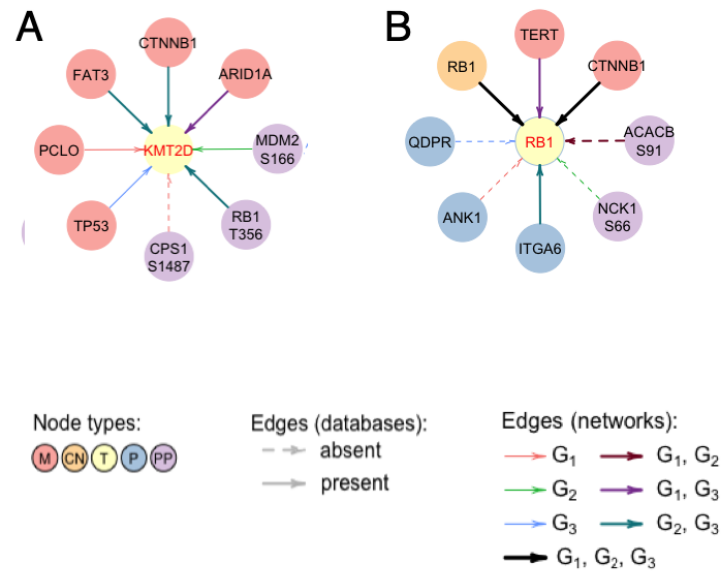 A
B
CTNNB1
FAT3
ARID1A
PCLO
KMT2D
MDM2
S166
TP53
RB1
T356
CPS1
S1487
TERT
RB1
CTNNB1
QDPR
RB1
ACACB
S91
ANK1
NCK1
S66
ITGA6
Node types:
M CN T P PP
Edges (databases):
absent
present
Edges (networks):
G1 G1, G2
G2 G1, G3
G3 G2, G3
G1, G2, G3